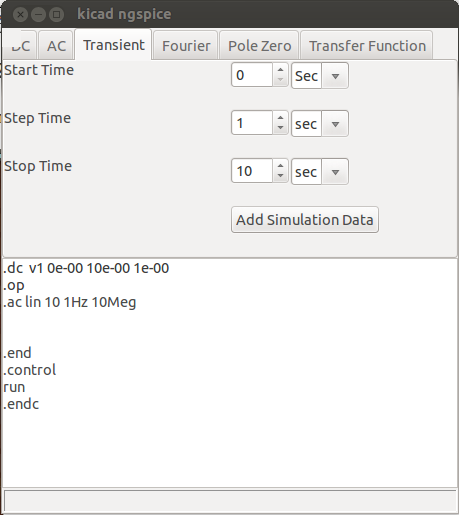 kicad ngspice
DC AC Transient Fourier Pole Zero Transfer Function
Start Time 0 Sec
Step Time 1 sec
Stop Time 10 sec
Add Simulation Data
.dc v1 0e-00 10e-00 1e-00
.op
.ac lin 10 1Hz 10Meg
.end
.control
run
.endc